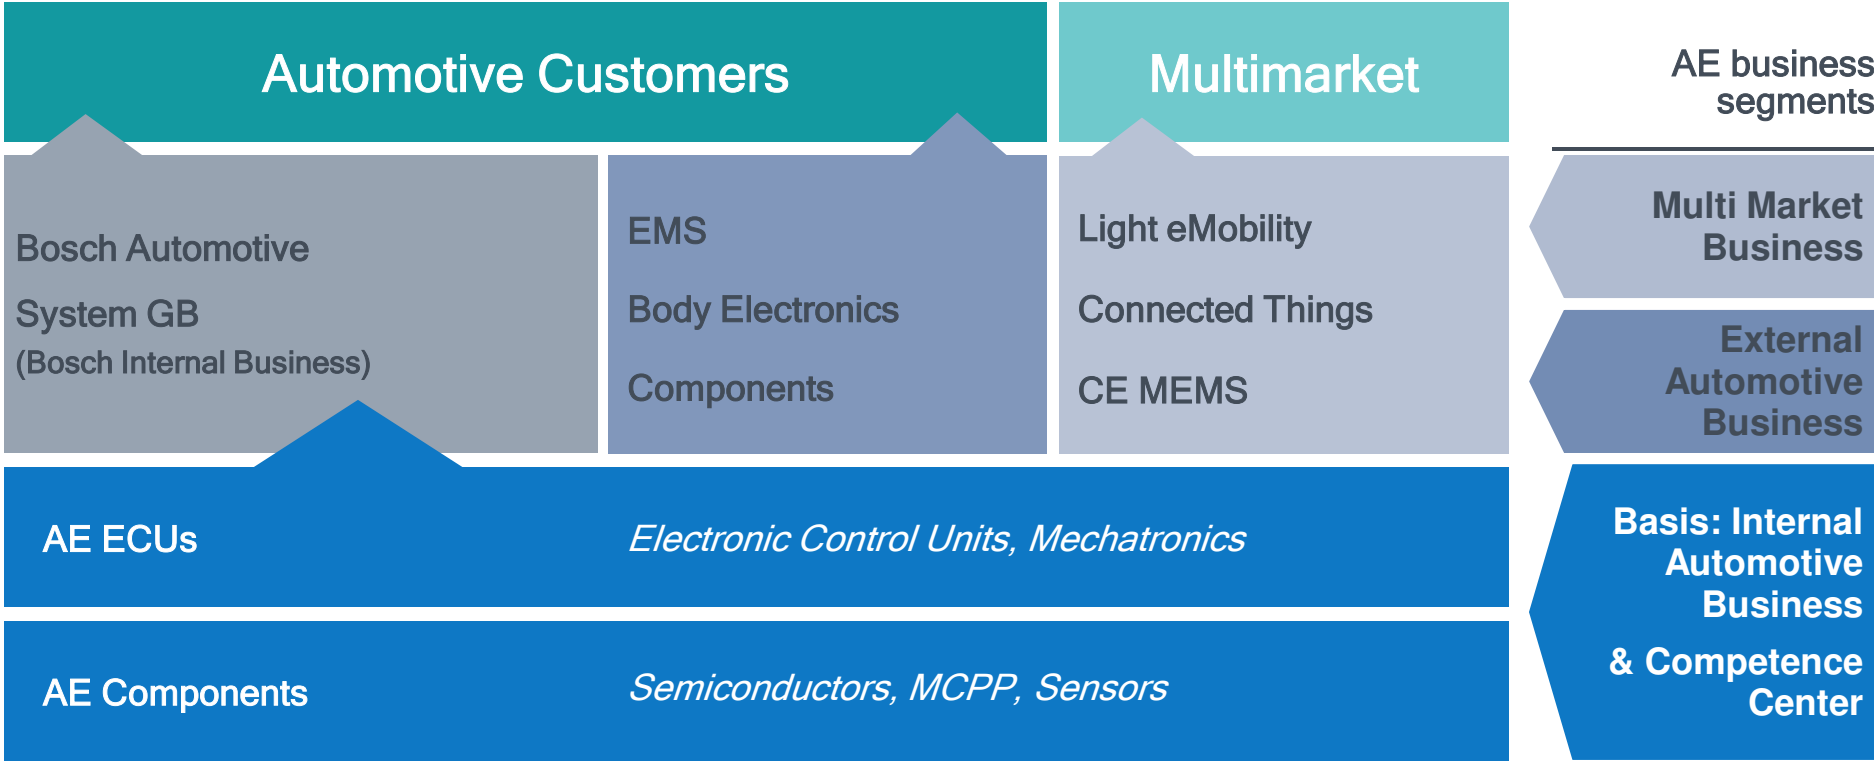 Automotive Customers
Multimarket
AE business
segments
Bosch Automotive
System GB
(Bosch Internal Business)
EMS
Body Electronics
Components
Light eMobility
Connected Things
CE MEMS
Multi Market
Business
External
Automotive
Business
AE ECUs
Electronic Control Units, Mechatronics
AE Components
Semiconductors, MCPP, Sensors
Basis: Internal
Automotive
Business
& Competence
Center